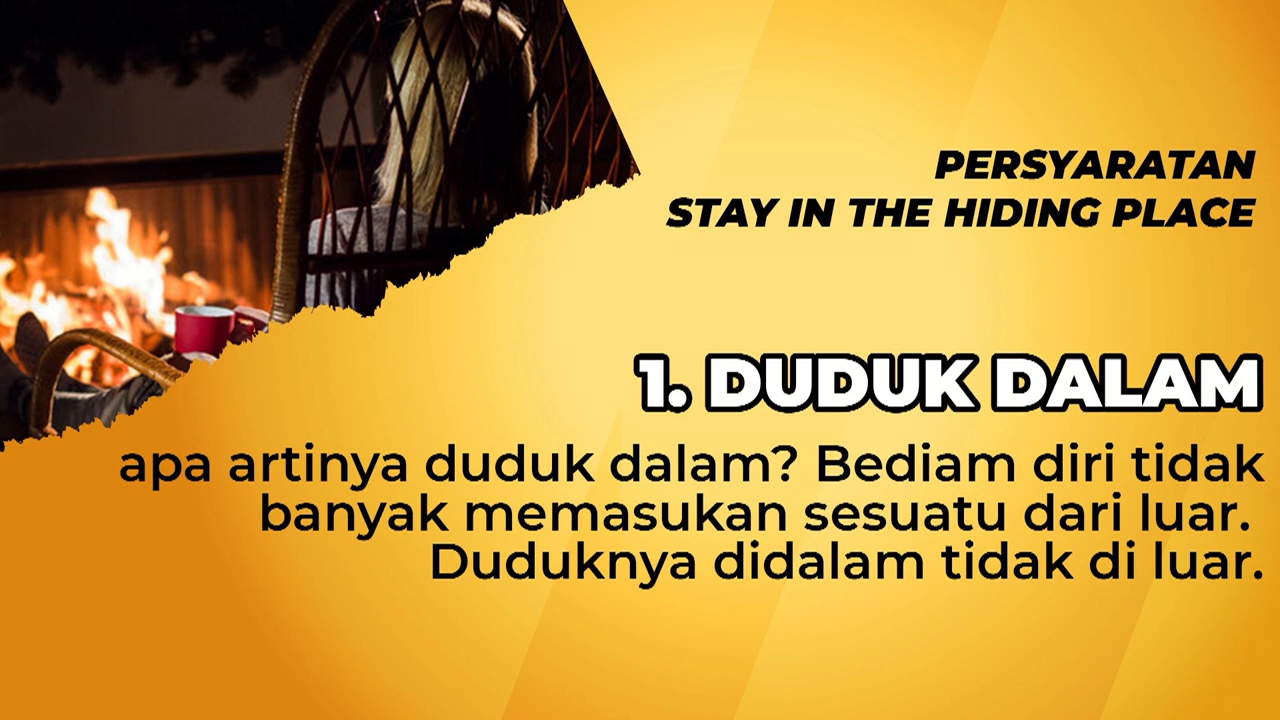 PERSYARATAN
STAY IN THE HIDING PLACE
1. DUDUK DALAM
apa artinya duduk dalam? Bediam diri tidak
banyak memasukan sesuatu dari luar.
Duduknya didalam tidak di luar.